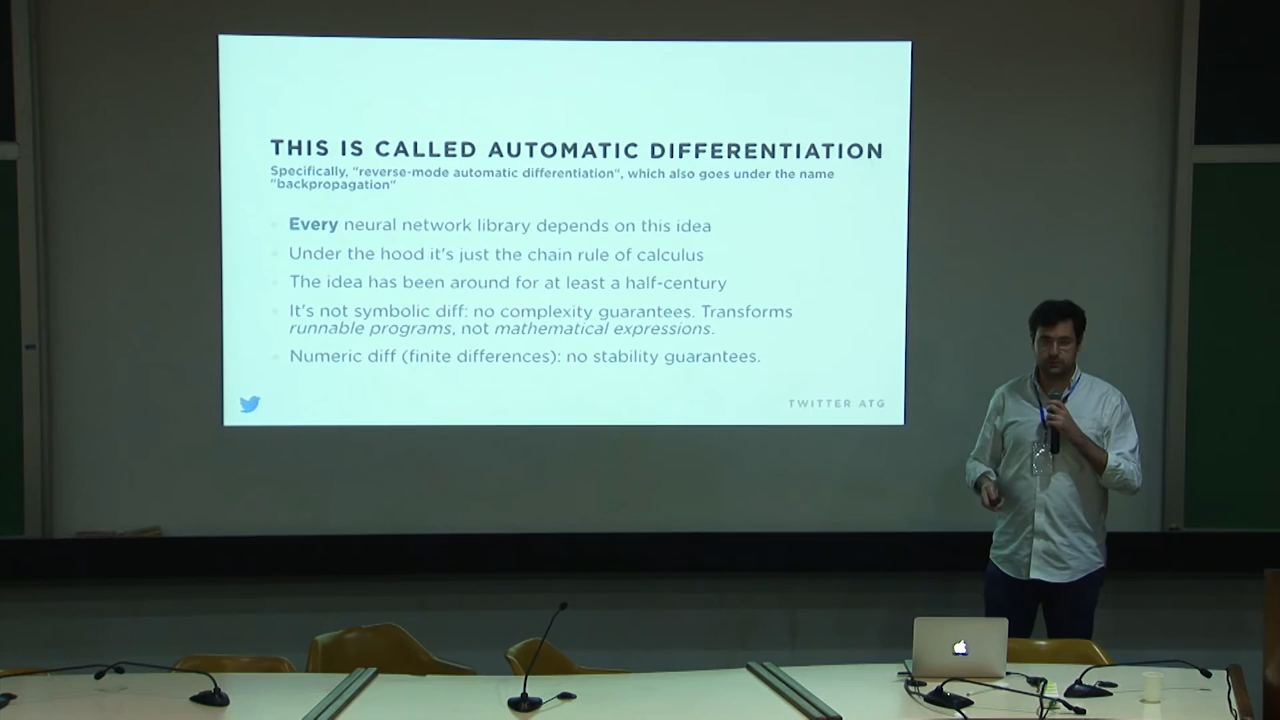 THIS IS CALLED AUTOMATIC DIFFERENTIATION
Specifically, "reverse-mode automatic differentiation", which also goes under the name
"backpropagation"
Every neural network library depends on this idea
Under the hood it's just the chain rule of calculus
The idea has been around for at least a half-century
It's not symbolic diff: no complexity guarantees. Transforms
runnable programs, not mathematical expressions.
Numeric diff (finite differences): no stability guarantees.
TWITTER ATG